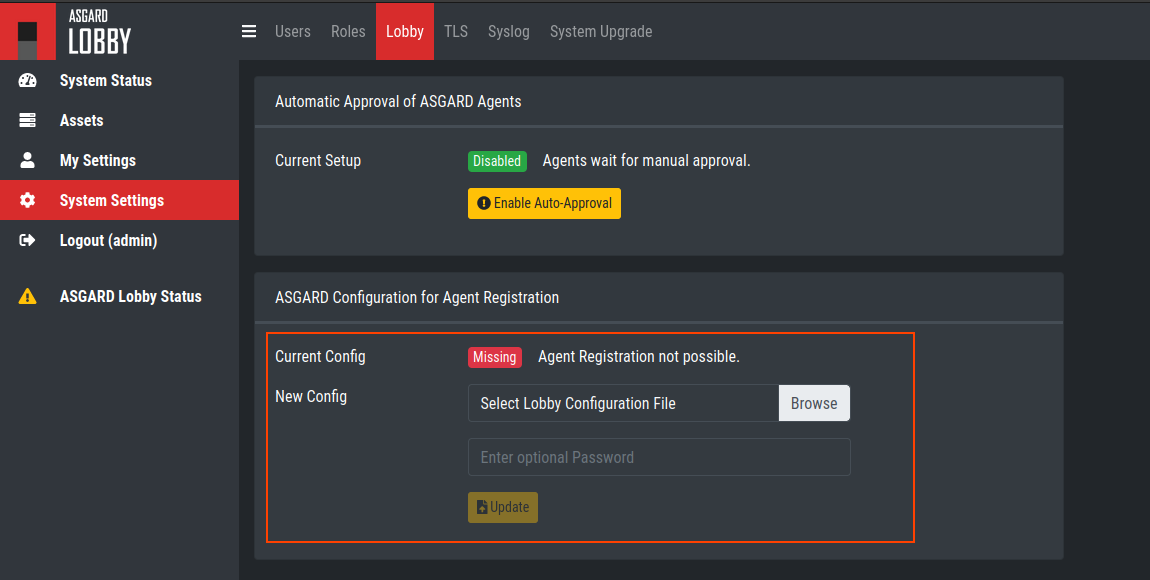 ASGARD
LOBBY
Users Roles Lobby TLS Syslog System Upgrade
System Status
Assets
My Settings
System Settings
Logout (admin)
ASGARD Lobby Status
Automatic Approval of ASGARD Agents
Current Setup Disabled Agents wait for manual approval.
Enable Auto-Approval
ASGARD Configuration for Agent Registration
Current Config Missing Agent Registration not possible.
New Config Select Lobby Configuration File Browse
Enter optional Password
Update